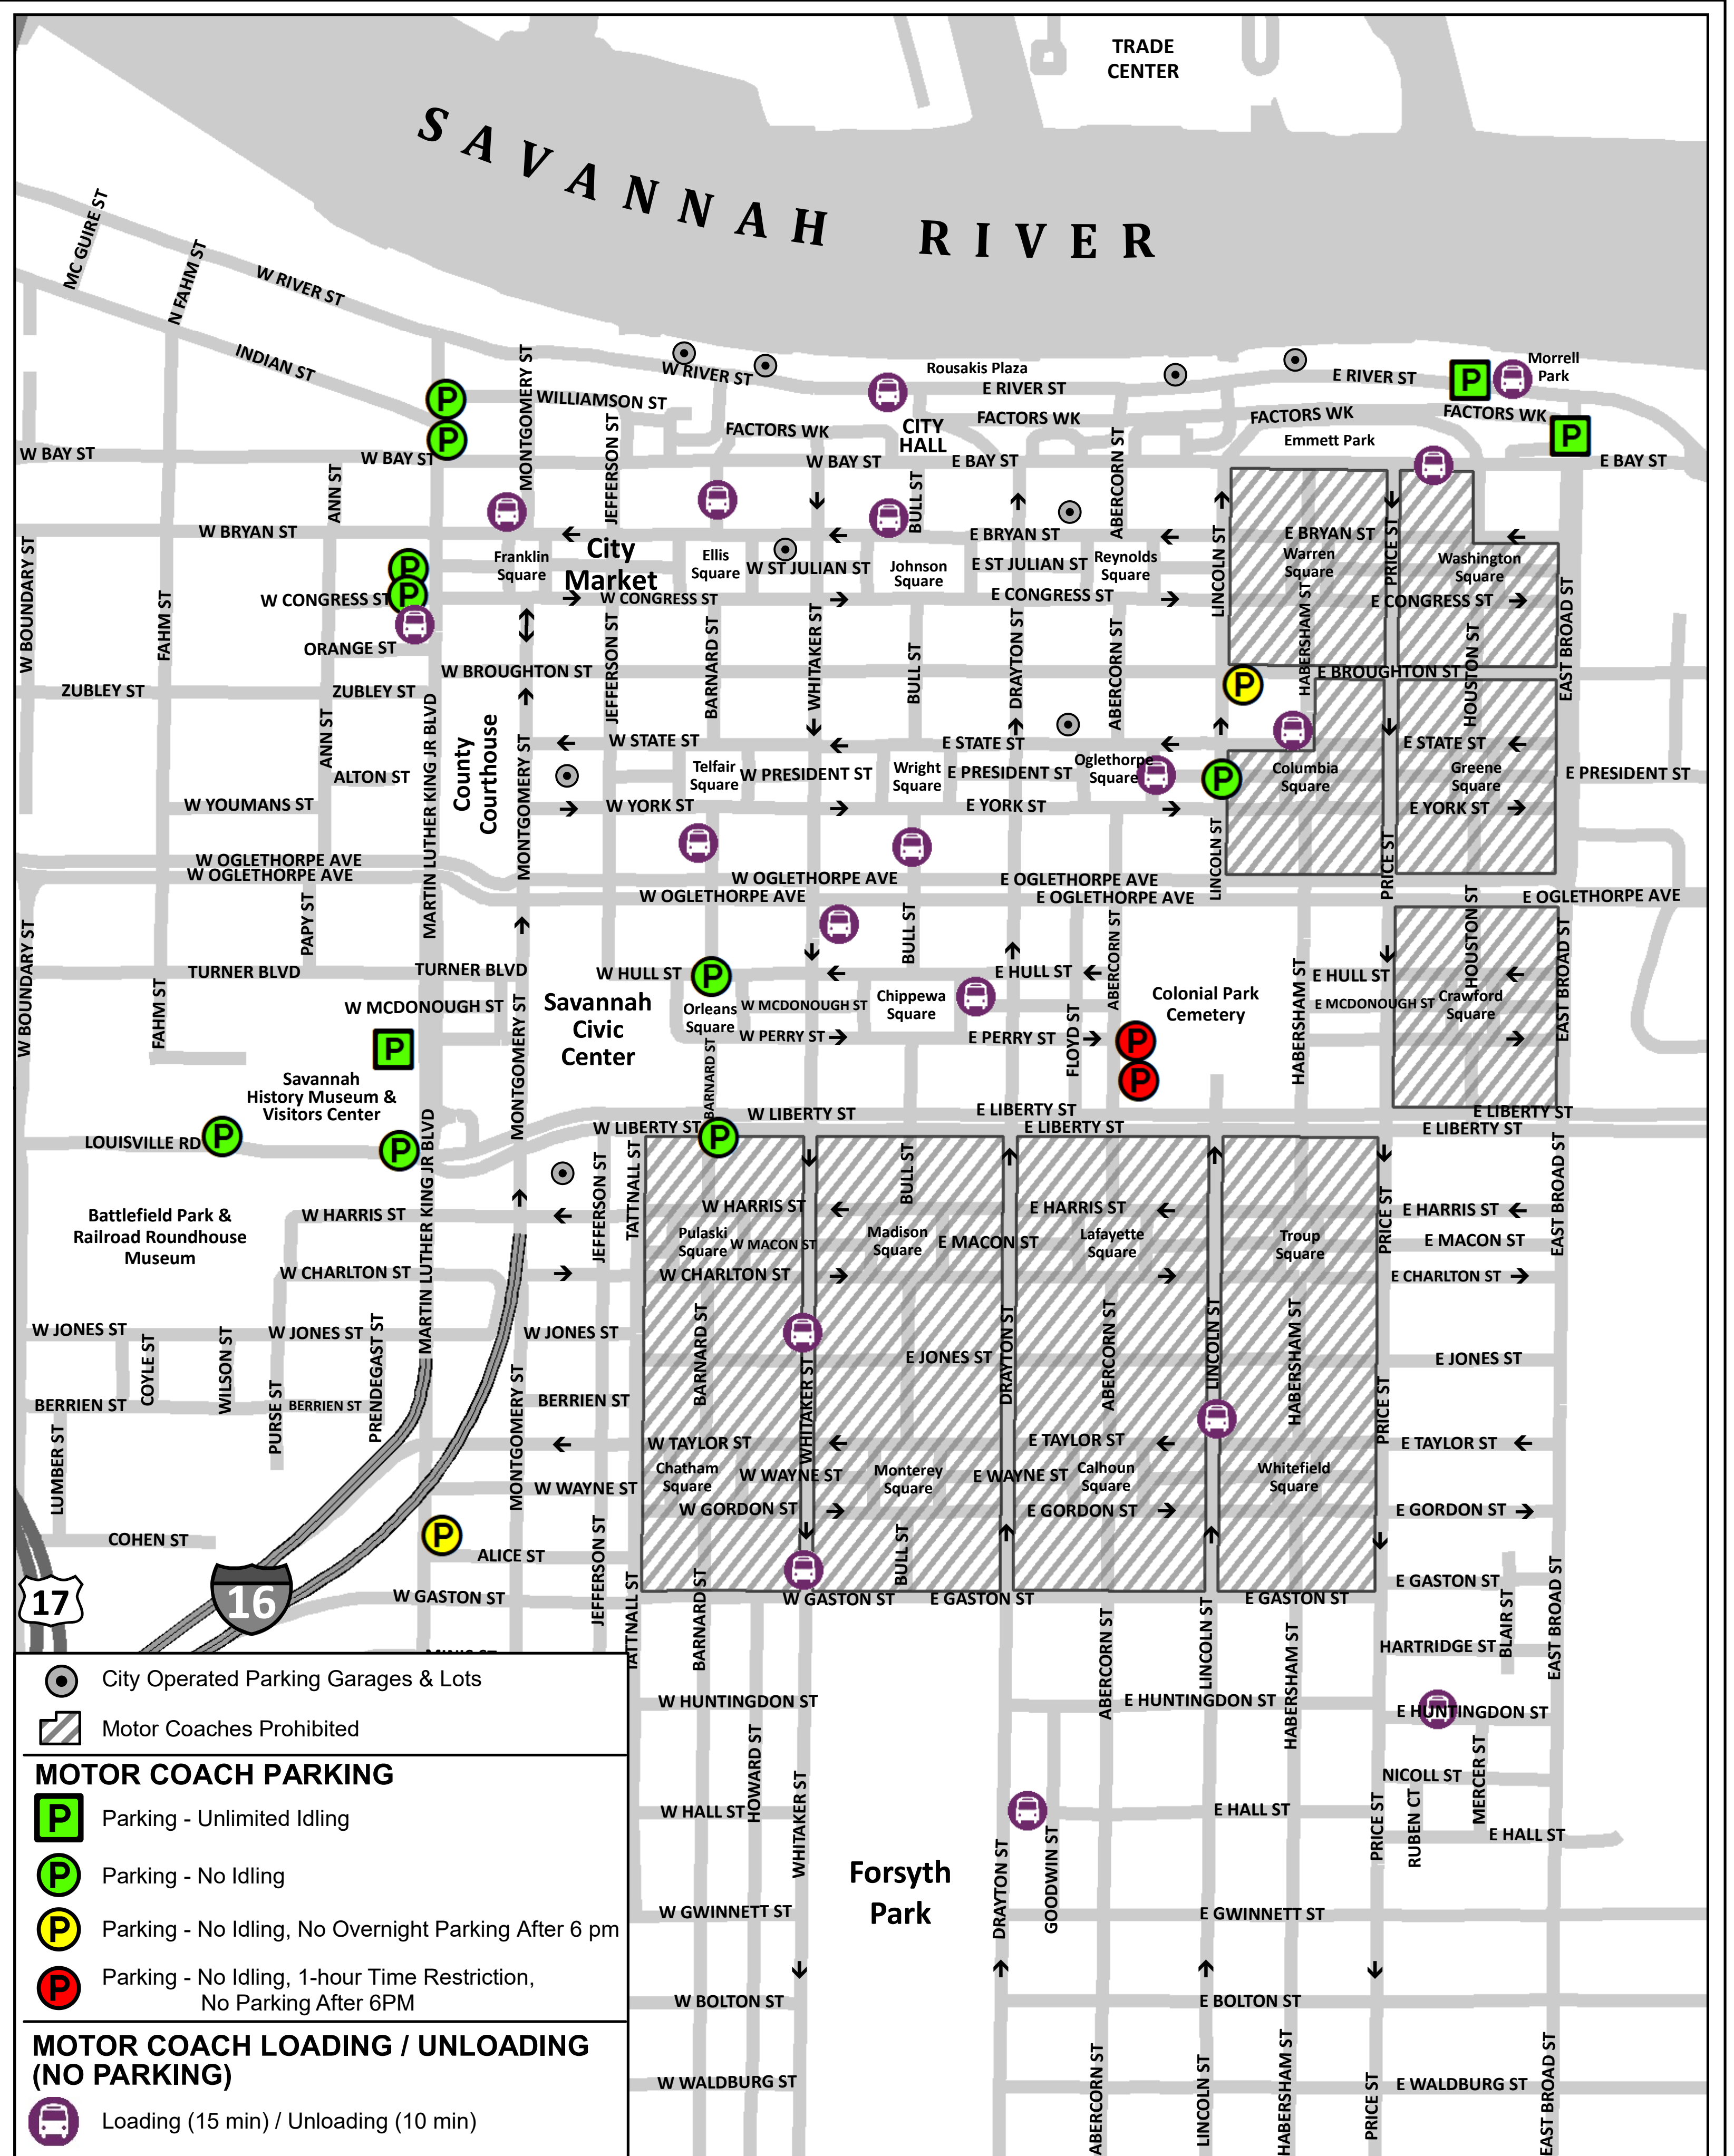 TRADE
CENTER
SAVANNAH RIVER
MC GUIRE ST
N FAHM ST
W RIVER ST
INDIAN ST
MONTGOMERY ST
W RIVER ST
Rousakis Plaza
E RIVER ST
E RIVER ST
P
Morrell
Park
P
WILLIAMSON ST
JEFFERSON ST
FACTORS WK
CITY
HALL
FACTORS WK
FACTORS WK
FACTORS WK
Emmett Park
P
P
W BAY ST
W BAY ST
W BAY ST
E BAY ST
ABERCORN ST
E BAY ST
ANN ST
BULL ST
W BRYAN ST
E BRYAN ST
E BRYAN ST
LINCOLN ST
PRICE ST
W BOUNDARY ST
FAHM ST
P
P
Franklin
Square
City
Market
Ellis
Square
W ST JULIAN ST
Johnson
Square
E ST JULIAN ST
Reynolds
Square
Warren
Square
Washington
Square
W CONGRESS ST
W CONGRESS ST
E CONGRESS ST
E CONGRESS ST
ORANGE ST
W BROUGHTON ST
JEFFERSON ST
BARNARD ST
WHITAKER ST
BULL ST
DRAYTON ST
ABERCORN ST
HABERSHAM ST
E BROUGHTON ST
HOUSTON ST
EAST BROAD ST
P
ZUBLEY ST
ZUBLEY ST
ANN ST
MARTIN LUTHER KING JR BLVD
County
Courthouse
MONTGOMERY ST
W STATE ST
E STATE ST
E STATE ST
ALTON ST
Telfair
Square
W PRESIDENT ST
Wright
Square
E PRESIDENT ST
Oglethorpe
Square
P
Columbia
Square
Greene
Square
E PRESIDENT ST
W YOUMANS ST
W YORK ST
E YORK ST
E YORK ST
LINCOLN ST
PRICE ST
W OGLETHORPE AVE
W OGLETHORPE AVE
W OGLETHORPE AVE
W OGLETHORPE AVE
E OGLETHORPE AVE
E OGLETHORPE AVE
E OGLETHORPE AVE
W BOUNDARY ST
PAPY ST
BULL ST
ABERCORN ST
HOUSTON ST
EAST BROAD ST
TURNER BLVD
TURNER BLVD
W HULL ST
P
E HULL ST
E HULL ST
FAHM ST
W MCDONOUGH ST
MONTGOMERY ST
Savannah
Civic
Center
Orleans
Square
W MCDONOUGH ST
Chippewa
Square
Colonial Park
Cemetery
HABERSHAM ST
E MCDONOUGH ST
Crawford
Square
W PERRY ST
E PERRY ST
FLOYD ST
P
P
P
Savannah
History Museum &
Visitors Center
BARNARD ST
W LIBERTY ST
E LIBERTY ST
E LIBERTY ST
LOUISVILLE RD
P
P
MARTIN LUTHER KING JR BLVD
W LIBERTY ST
P
E LIBERTY ST
E LIBERTY ST
JEFFERSON ST
TATTNALL ST
BULL ST
PRICE ST
EAST BROAD ST
Battlefield Park &
Railroad Roundhouse
Museum
W HARRIS ST
W HARRIS ST
E HARRIS ST
E HARRIS ST
Pulaski
Square
W MACON ST
Madison
Square
E MACON ST
Lafayette
Square
Troup
Square
E MACON ST
W CHARLTON ST
W CHARLTON ST
E CHARLTON ST
W JONES ST
W JONES ST
W JONES ST
E JONES ST
E JONES ST
COYLE ST
WILSON ST
PURSE ST
PRENDEGAST ST
MONTGOMERY ST
BARNARD ST
WHITAKER ST
DRAYTON ST
ABERCORN ST
LINCOLN ST
HABERSHAM ST
PRICE ST
BERRIEN ST
BERRIEN ST
BERRIEN ST
LUMBER ST
W TAYLOR ST
E TAYLOR ST
E TAYLOR ST
Chatham
Square
W WAYNE ST
W WAYNE ST
Monterey
Square
E WAYNE ST
Calhoun
Square
Whitefield
Square
W GORDON ST
E GORDON ST
E GORDON ST
COHEN ST
P
ALICE ST
JEFFERSON ST
TATTNALL ST
BARNARD ST
BULL ST
17
16
W GASTON ST
W GASTON ST
E GASTON ST
E GASTON ST
E GASTON ST
BLAIR ST
EAST BROAD ST
ABERCORN ST
LINCOLN ST
HABERSHAM ST
HARTRIDGE ST
W HUNTINGDON ST
E HUNTINGDON ST
E HUNTINGDON ST
HOWARD ST
NICOLL ST
MERCER ST
W HALL ST
WHITAKER ST
E HALL ST
PRICE ST
RUBEN CT
E HALL ST
Forsyth
Park
DRAYTON ST
GOODWIN ST
W GWINNETT ST
E GWINNETT ST
W BOLTON ST
E BOLTON ST
W WALDBURG ST
ABERCORN ST
LINCOLN ST
HABERSHAM ST
PRICE ST
E WALDBURG ST
EAST BROAD ST
City Operated Parking Garages & Lots
Motor Coaches Prohibited
MOTOR COACH PARKING
P Parking - Unlimited Idling
P Parking - No Idling
P Parking - No Idling, No Overnight Parking After 6 pm
P Parking - No Idling, 1-hour Time Restriction,
No Parking After 6PM
MOTOR COACH LOADING / UNLOADING
(NO PARKING)
Loading (15 min) / Unloading (10 min)